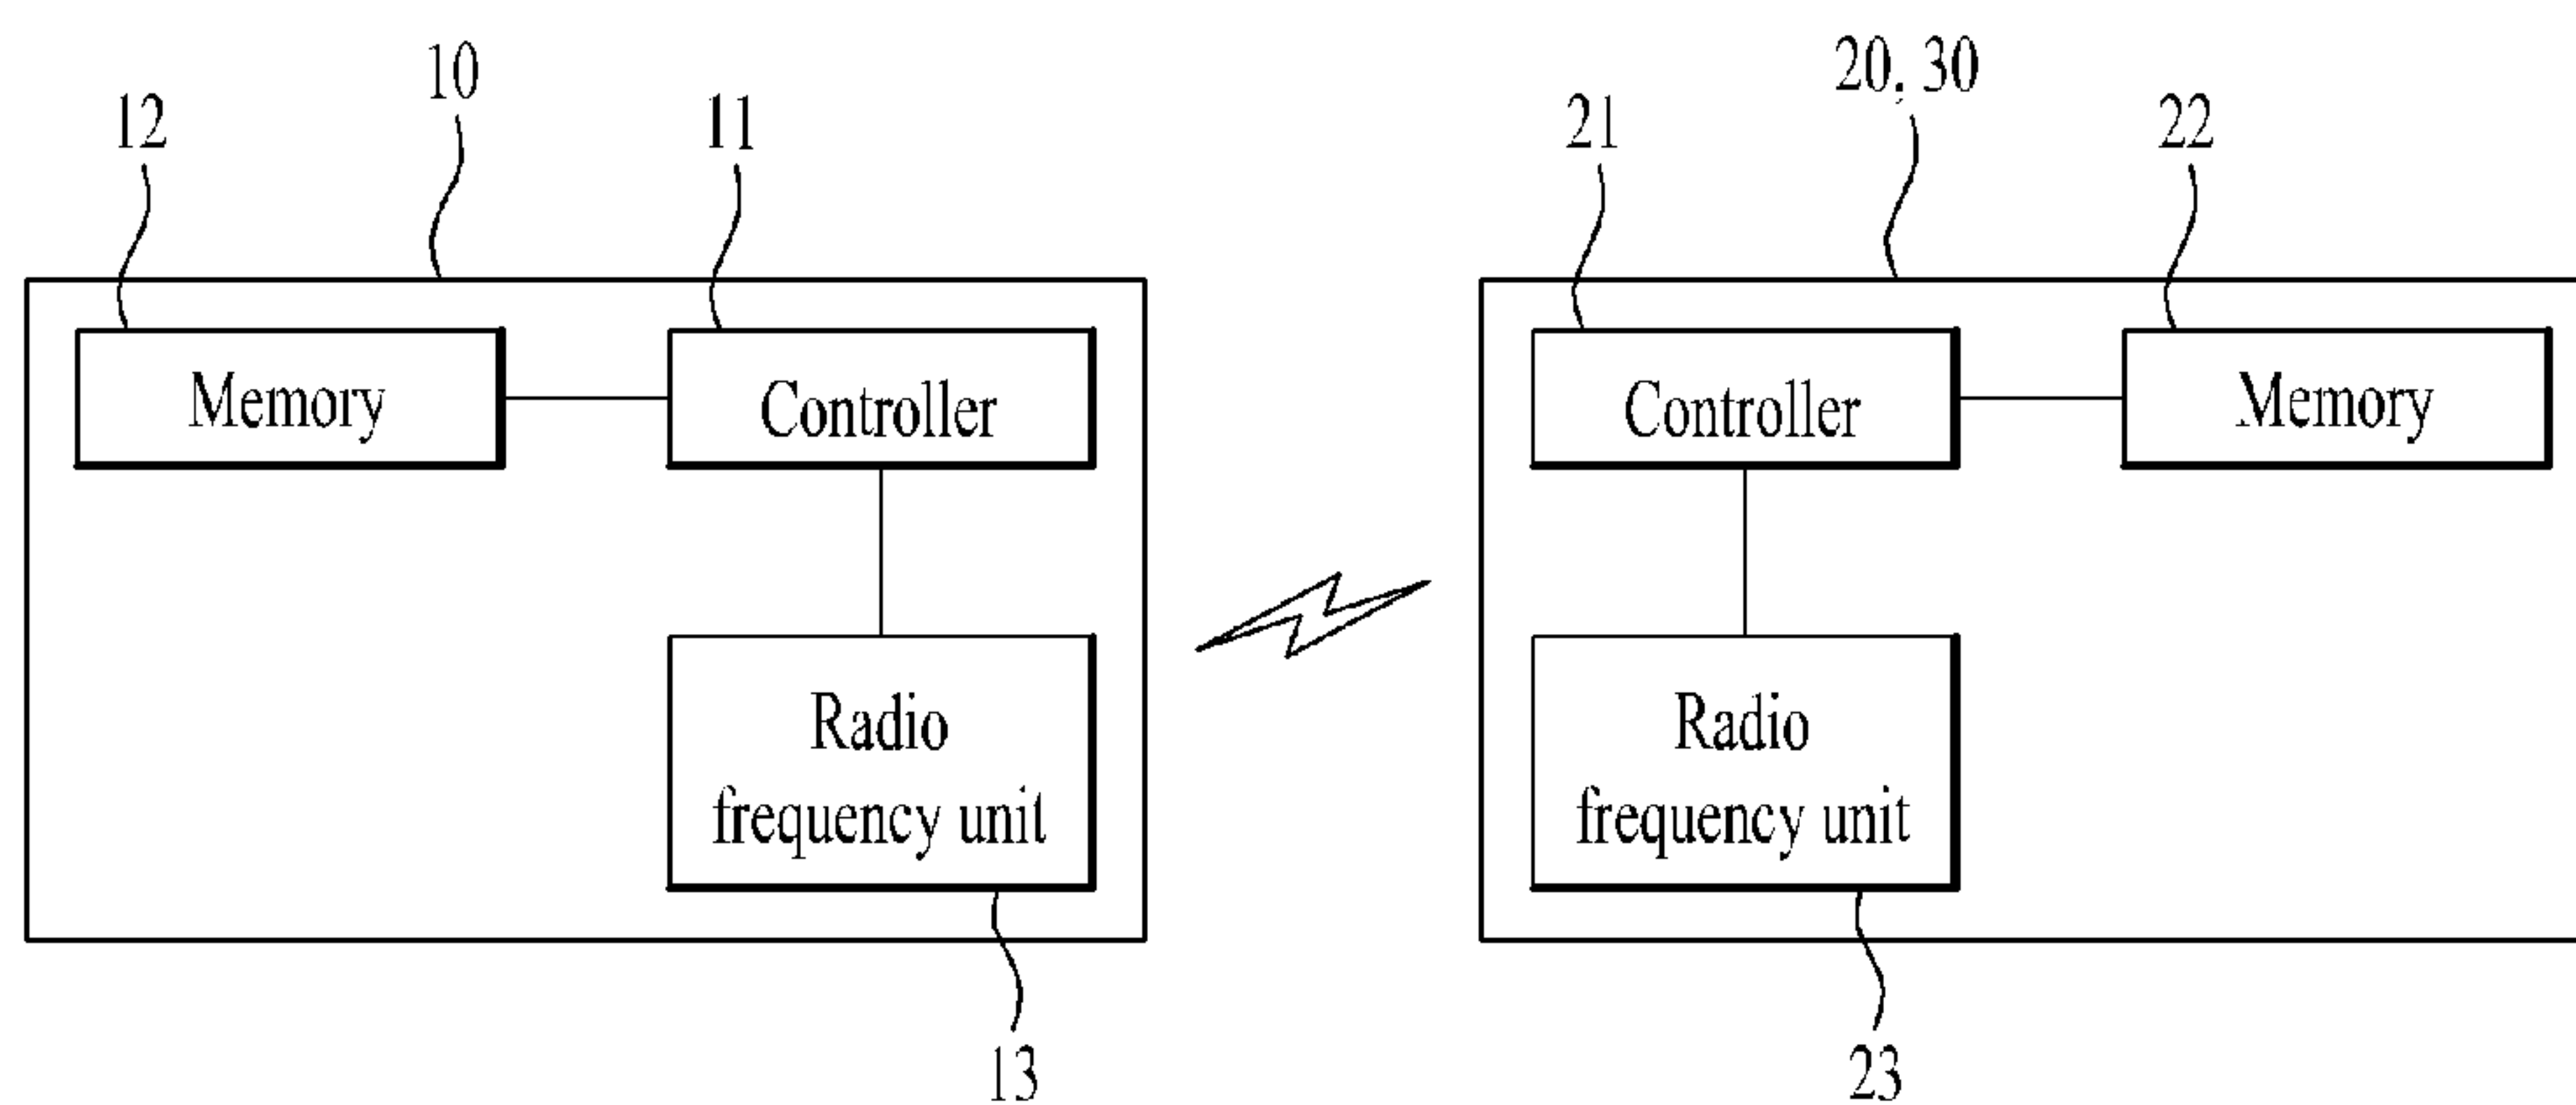 10
20, 30
12
11
21
22
Memory
Controller
Controller
Memory
Radio
frequency unit
Radio
frequency unit
13
23